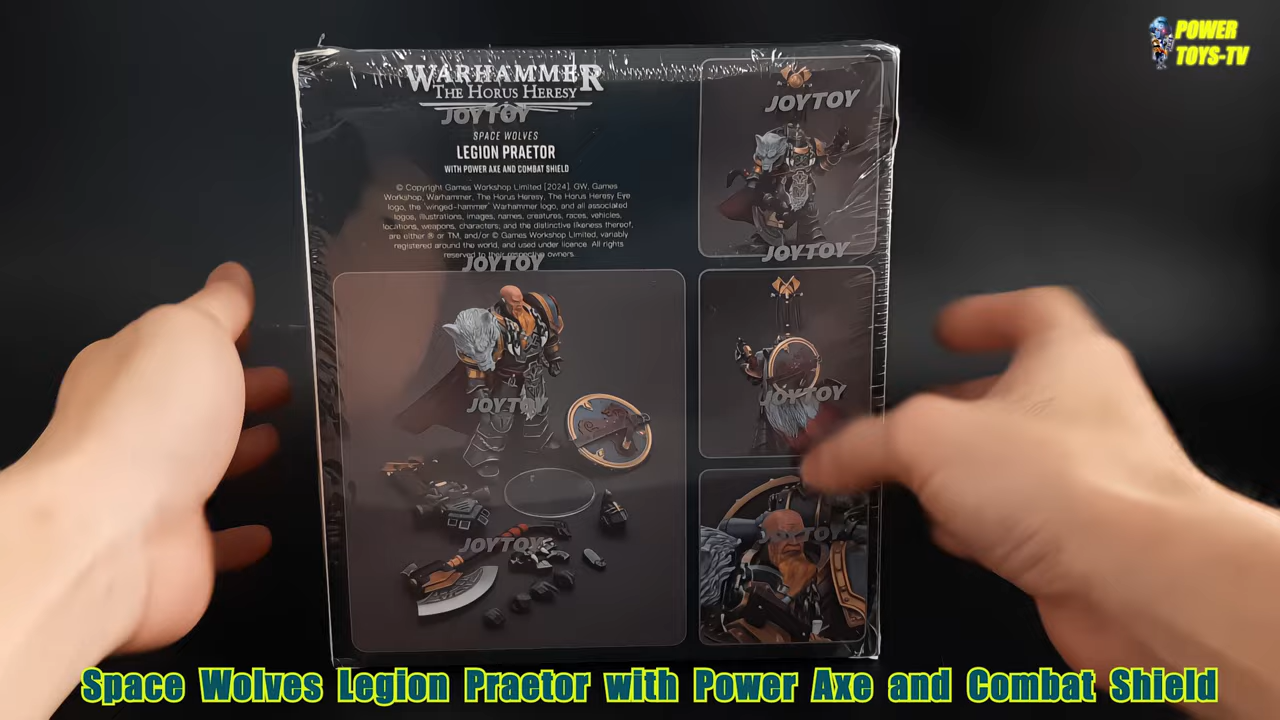 POWER
TOYS-TV
WARHAMMER
THE HORUS HERESY
JOYTOY
SPACE WOLVES
LEGION PRAETOR
WITH POWER AXE AND COMBAT SHIELD
© Copyright Games Workshop Limited [2024]. GW, Games
Workshop, Warhammer, The Horus Heresy, The Horus Heresy Eye
logo, the 'winged-hammer' Warhammer logo, and all associated
logos, illustrations, images, names, creatures, races, vehicles,
locations, weapons, characters; and the distinctive likeness thereof,
are either ® or TM, and/or © Games Workshop Limited, variably
registered around the world, and used under licence. All rights
reserved to their respective owners.
JOYTOY
JOYTOY
JOYTOY
JOYTOY
JOYTOY
JOYTOY
JOYTOY
Space Wolves Legion Praetor with Power Axe and Combat Shield